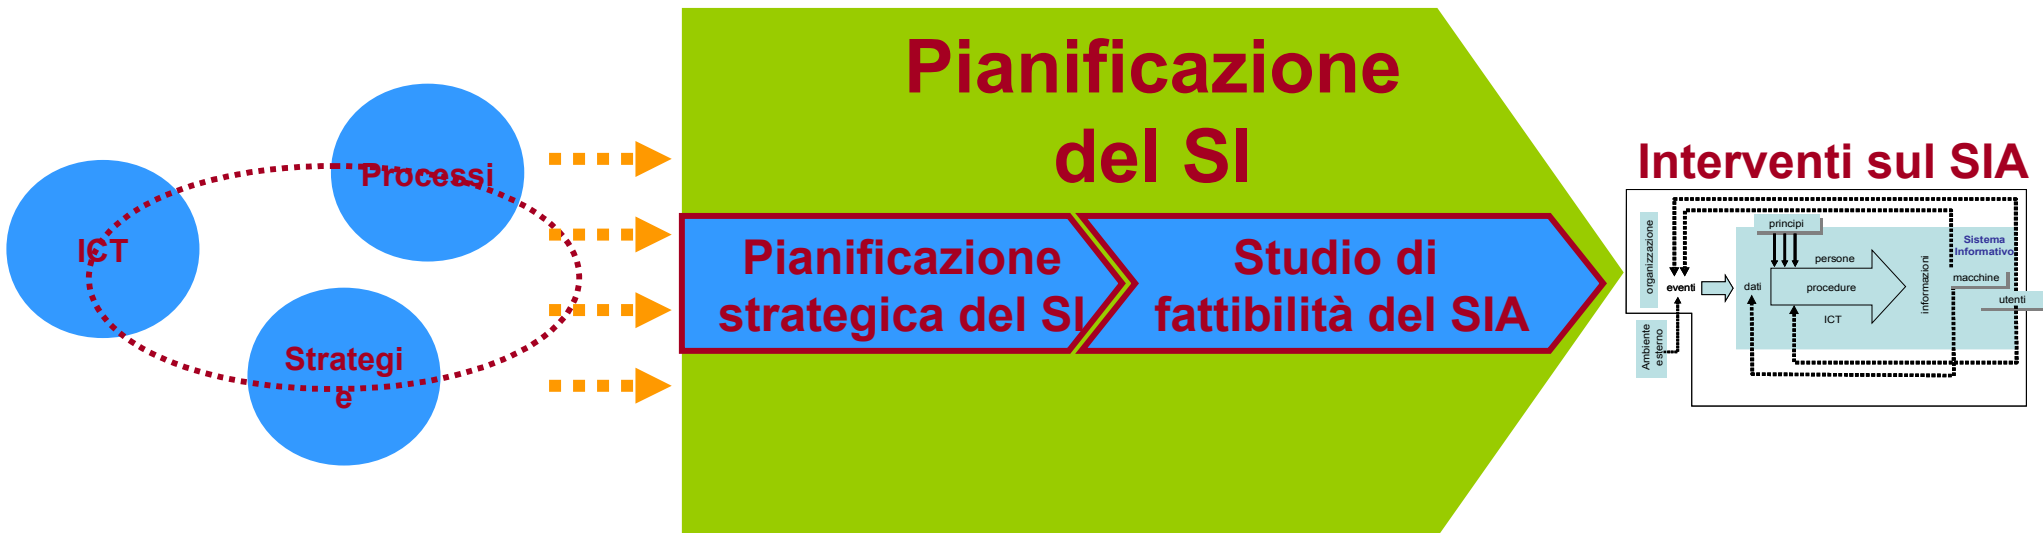 ICT
Processi
Strategi
e
Pianificazione
del SI
Pianificazione
strategica del SI
Studio di
fattibilità del SIA
Interventi sul SIA
organizzazione
Ambiente
esterno
eventi
dati
principi
persone
procedure
ICT
informazioni
Sistema
Informativo
macchine
utenti